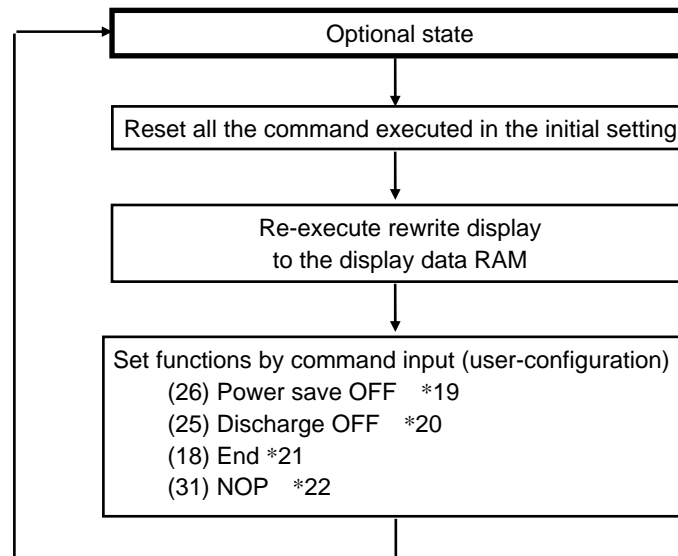 Optional state
Reset all the command executed in the initial setting
Re-execute rewrite display
to the display data RAM
Set functions by command input (user-configuration)
(26) Power save OFF *19
(25) Discharge OFF *20
(18) End *21
(31) NOP *22